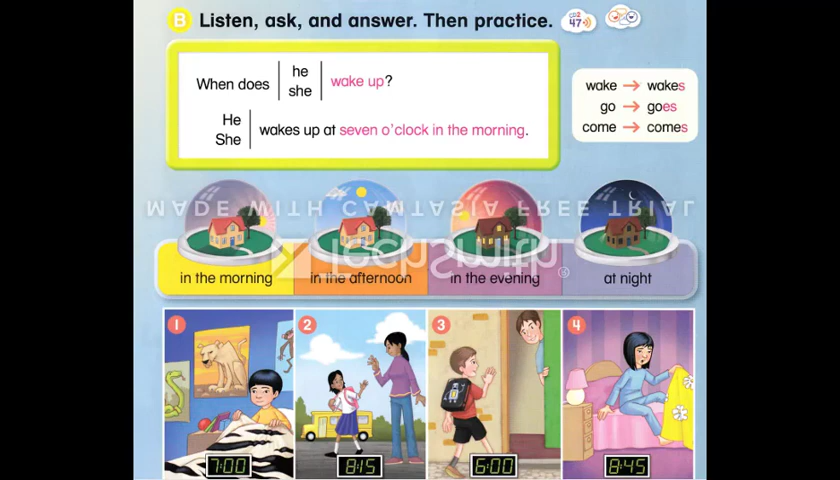 B Listen, ask, and answer. Then practice. CD2 47
When does he she wake up?
He She wakes up at seven o'clock in the morning.
wake → wakes
go → goes
come → comes
MADE WITH CAMTASIA FREE TRIAL
TechSmith
in the morning in the afternoon in the evening at night
1 2 3 4
7:00 8:15 6:00 8:45